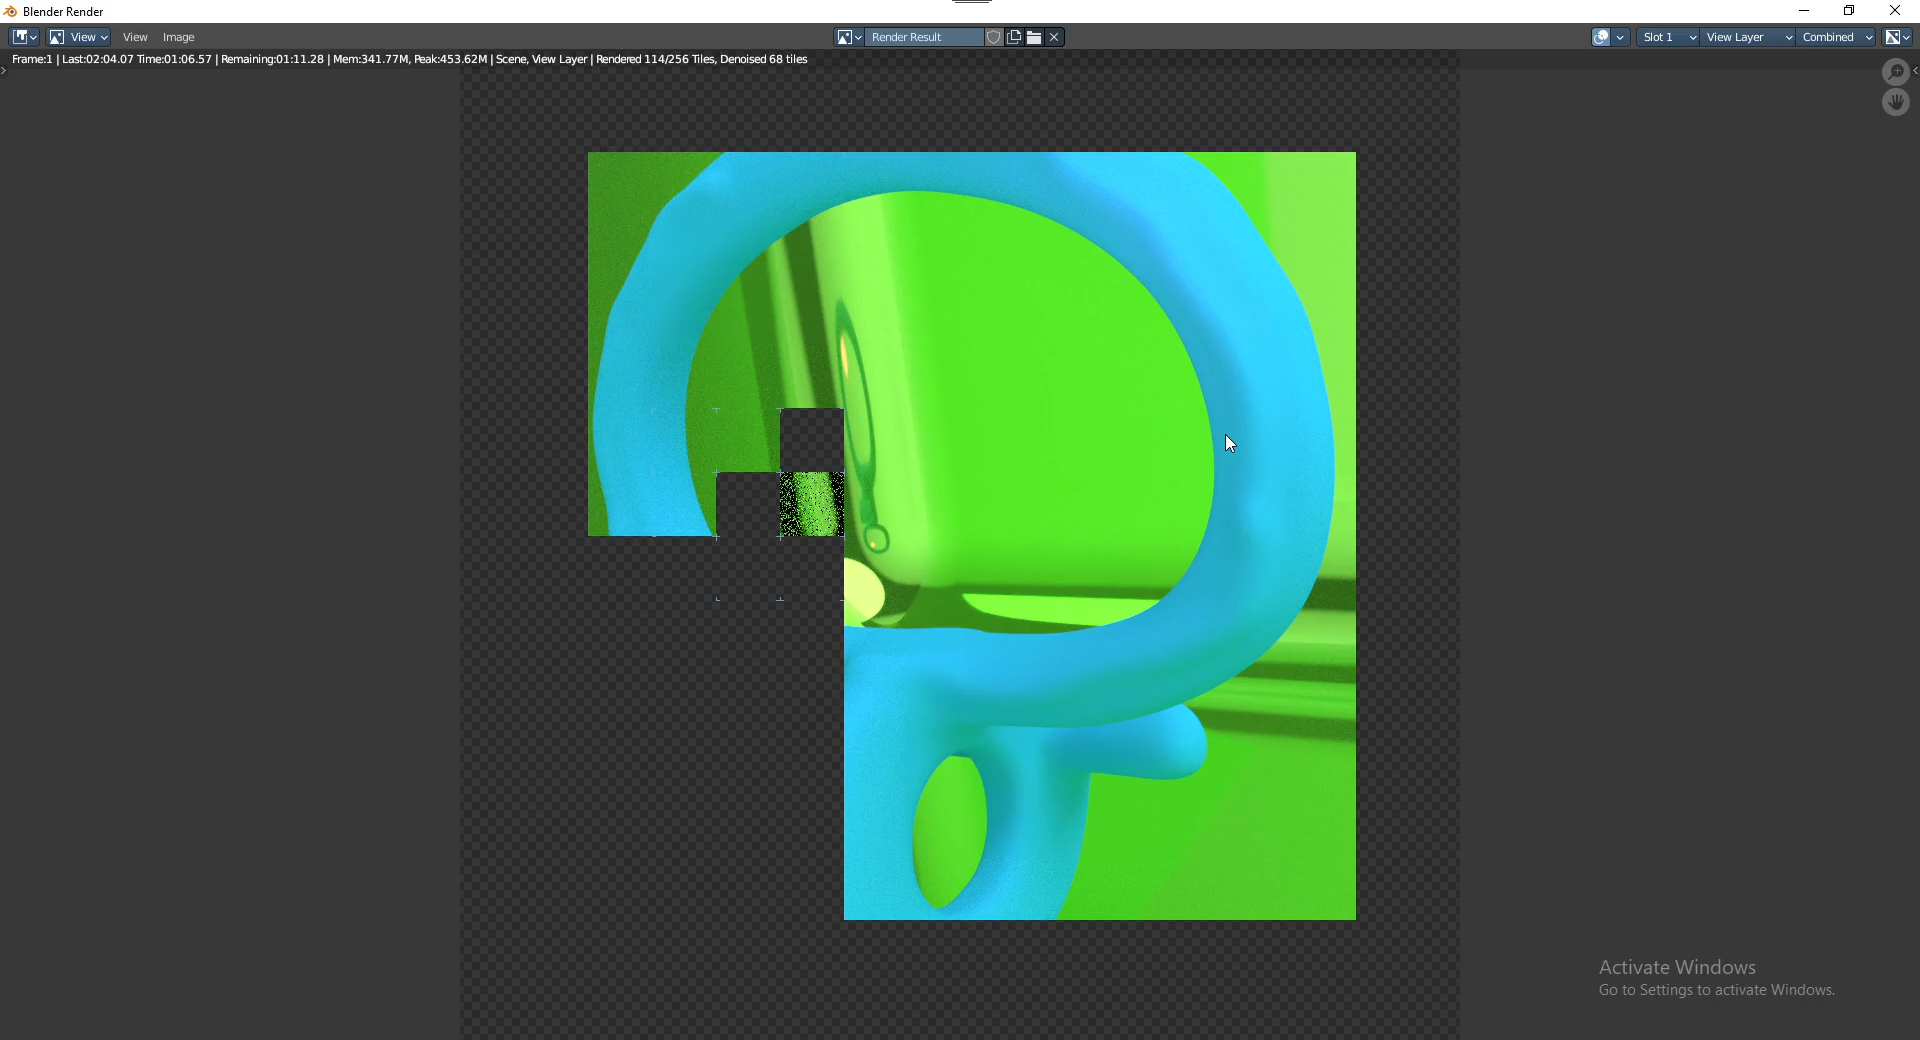 Blender Render
View View Image Render Result Slot 1 View Layer Combined
Frame:1 | Last:02:04.07 Time:01:06.57 | Remaining:01:11.28 | Mem:341.77M, Peak:453.62M | Scene, View Layer | Rendered 114/256 Tiles, Denoised 68 tiles
Activate Windows
Go to Settings to activate Windows.